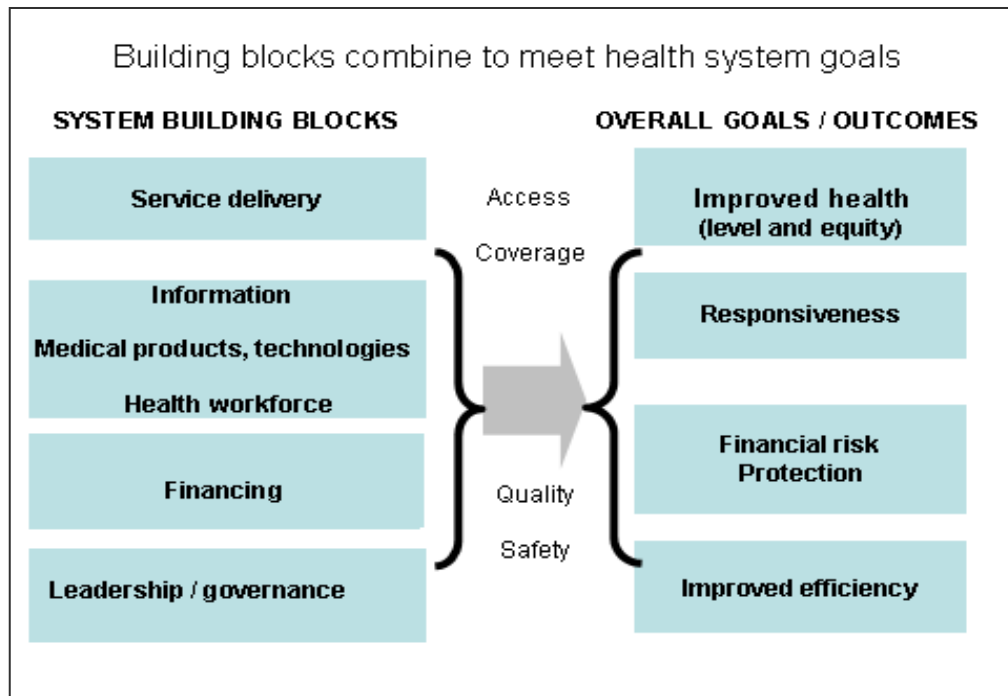 Building blocks combine to meet health system goals
SYSTEM BUILDING BLOCKS
Service delivery
Information
Medical products, technologies
Health workforce
Financing
Leadership / governance
Access
Coverage
Quality
Safety
OVERALL GOALS / OUTCOMES
Improved health
(level and equity)
Responsiveness
Financial risk
Protection
Improved efficiency